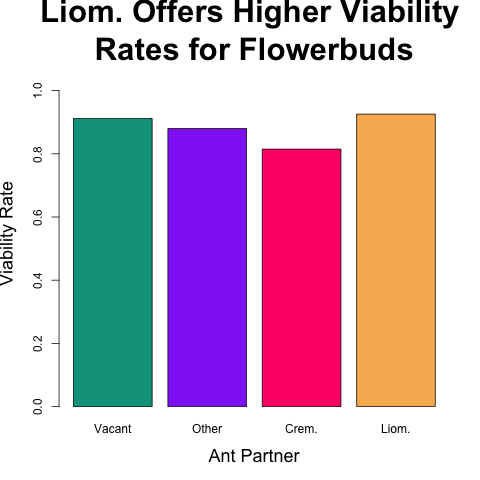 Liom. Offers Higher Viability
Rates for Flowerbuds
Viability Rate
1.0
0.8
0.6
0.4
0.2
0.0
Vacant Other Crem. Liom.
Ant Partner